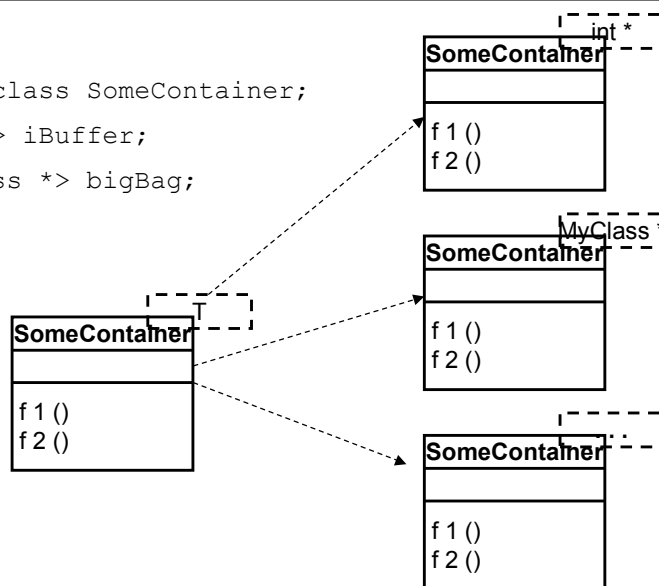 class SomeContainer;
> iBuffer;
ss *> bigBag;
T
SomeContainer
f 1 ()
f 2 ()
int *
SomeContainer
f 1 ()
f 2 ()
MyClass *
SomeContainer
f 1 ()
f 2 ()
...
SomeContainer
f 1 ()
f 2 ()